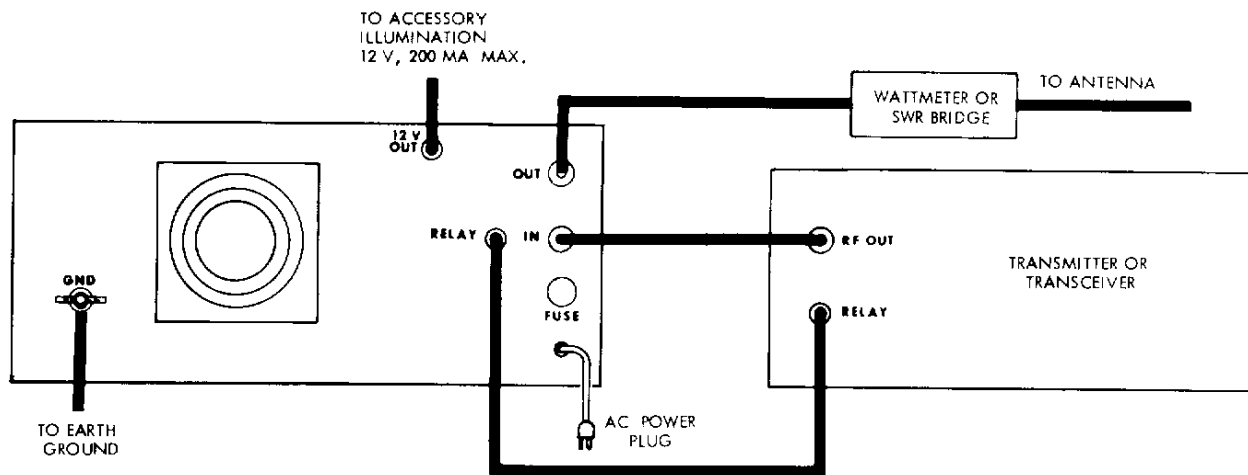 TO ACCESSORY
ILLUMINATION
12 V, 200 MA MAX.
WATTMETER OR
SWR BRIDGE
TO ANTENNA
12 V
OUT
OUT
RELAY
IN
RF OUT
TRANSMITTER OR
TRANSCEIVER
GND
FUSE
RELAY
TO EARTH
GROUND
AC POWER
PLUG